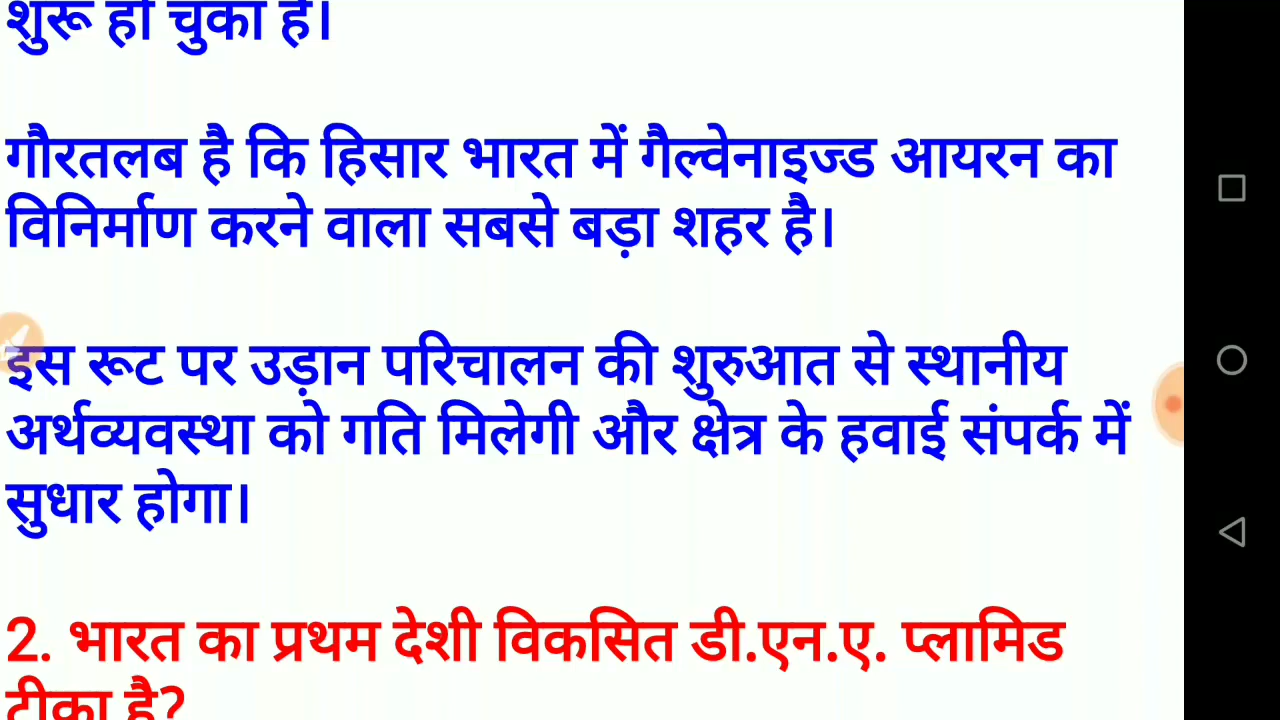 शुरू हो चुका है।
गौरतलब है कि हिसार भारत में गैल्वेनाइज्ड आयरन का
विनिर्माण करने वाला सबसे बड़ा शहर है।
इस रूट पर उड़ान परिचालन की शुरुआत से स्थानीय
अर्थव्यवस्था को गति मिलेगी और क्षेत्र के हवाई संपर्क में
सुधार होगा।
2. भारत का प्रथम देशी विकसित डी.एन.ए. प्लामिड
टीका है?